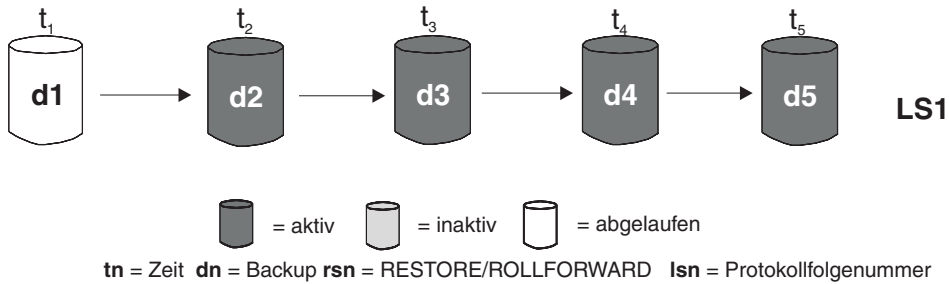 t1 t2 t3 t4 t5
d1 d2 d3 d4 d5 LS1
= aktiv = inaktiv = abgelaufen
tn = Zeit dn = Backup rsn = RESTORE/ROLLFORWARD lsn = Protokollfolgenummer